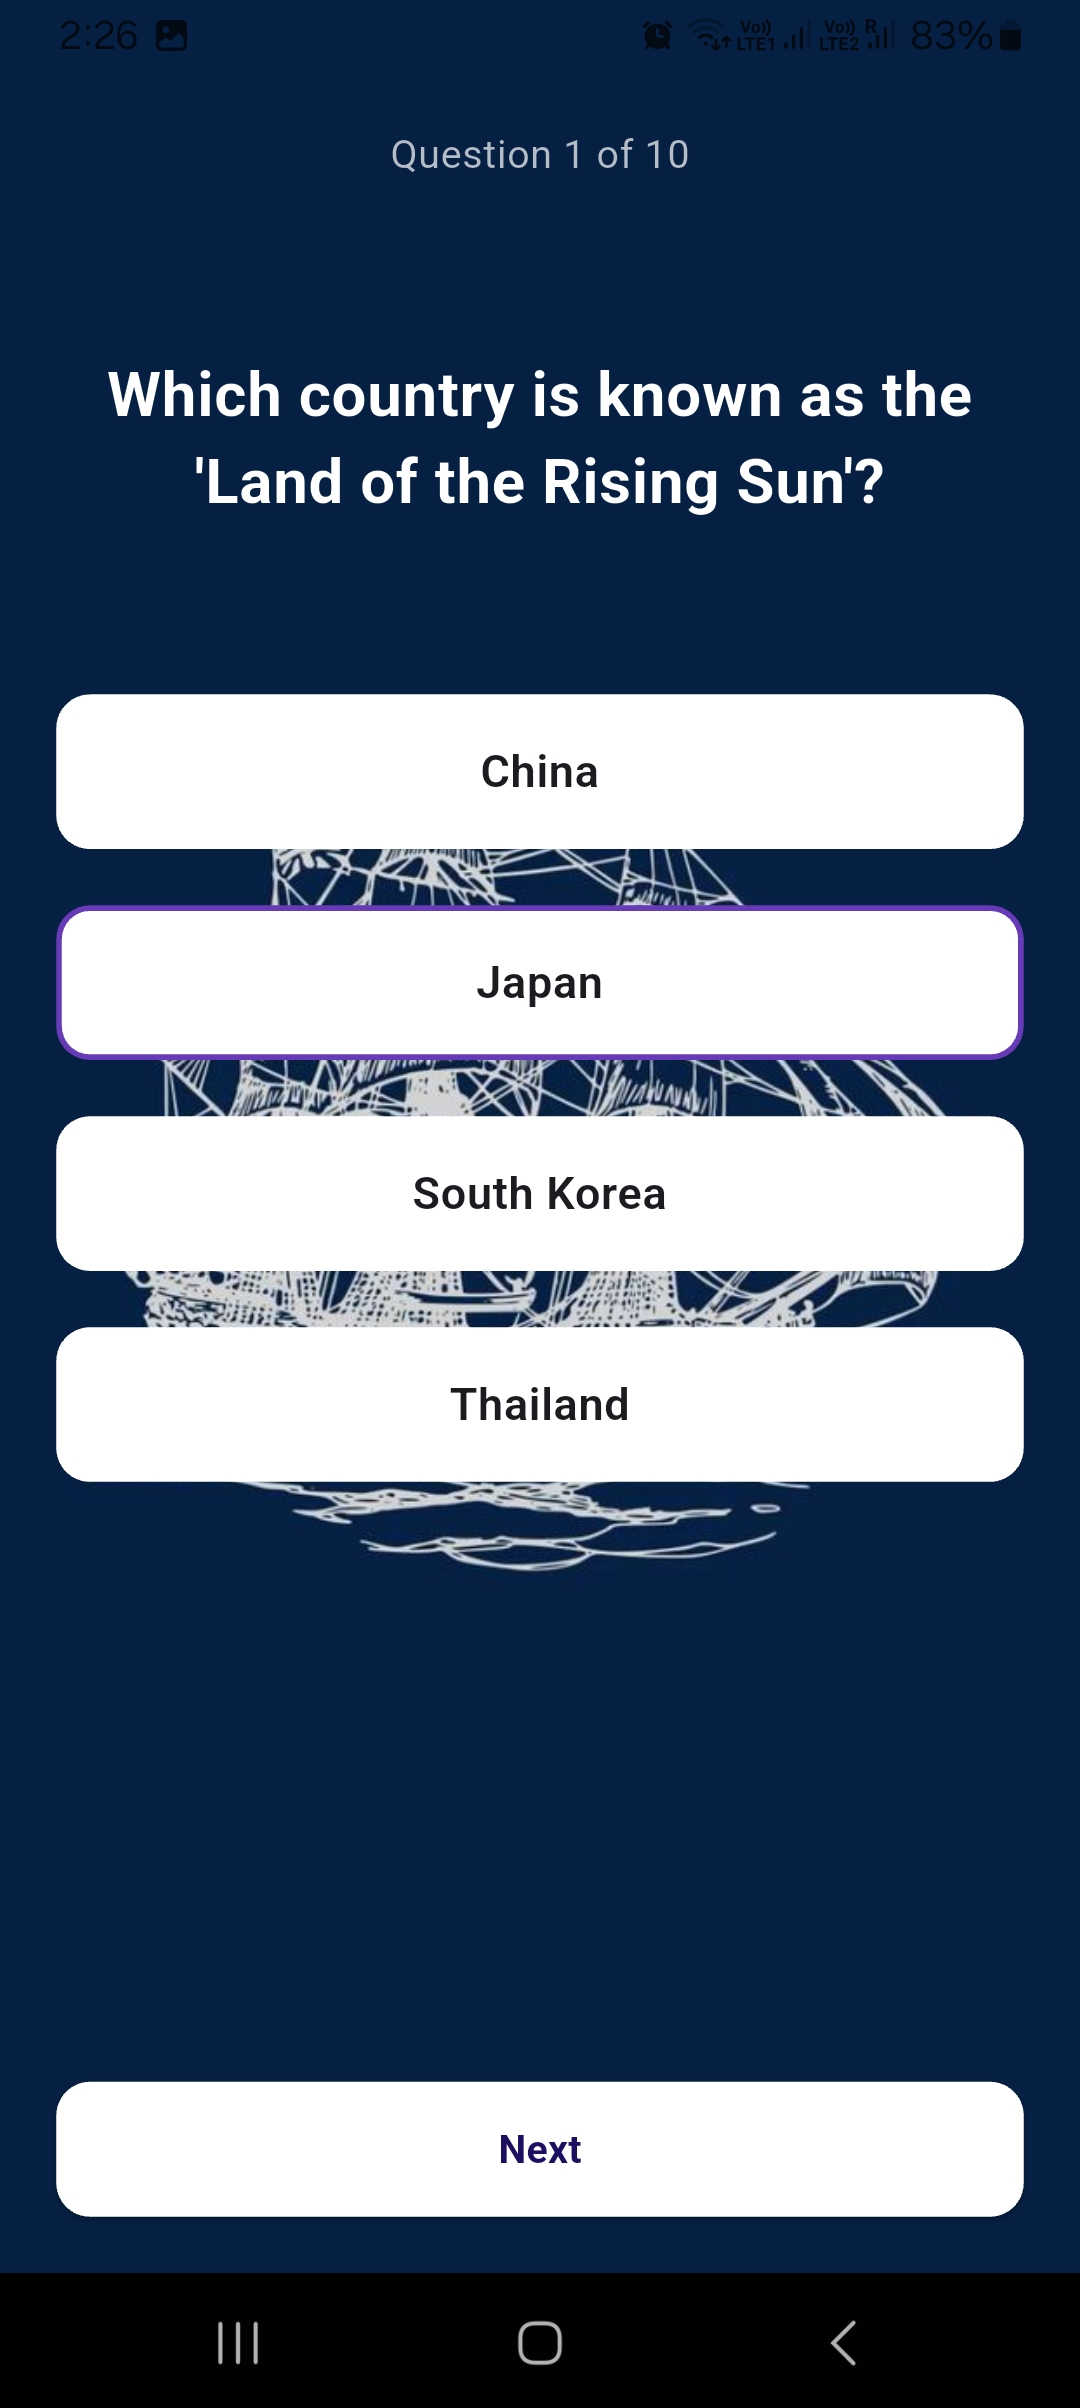 2:26 Vo)) LTE1 Vo)) LTE2 R 83%
Question 1 of 10
Which country is known as the
'Land of the Rising Sun'?
China
Japan
South Korea
Thailand
Next